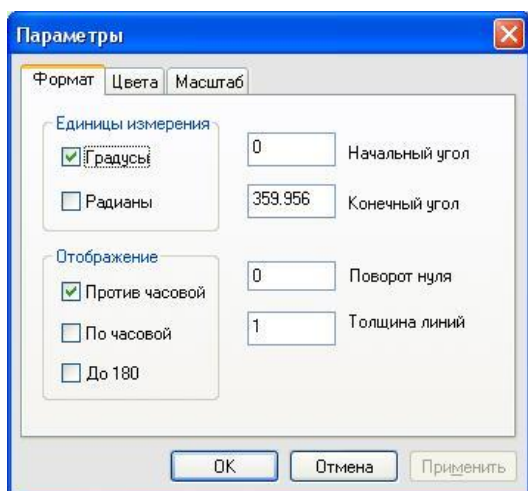 Параметры
Формат Цвета Масштаб
Единицы измерения
Градусы
Радианы
0 Начальный угол
359.956 Конечный угол
Отображение
Против часовой
По часовой
До 180
0 Поворот нуля
1 Толщина линий
OK Отмена Применить